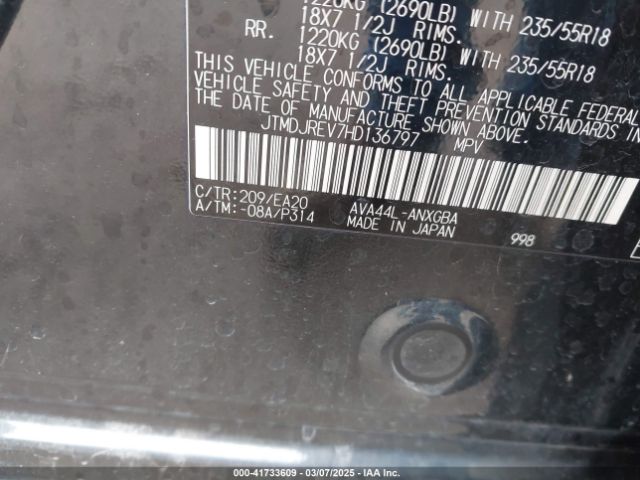 1220KG (2690LB) WITH 235/55R18
18X7 1/2J RIMS.
RR. 1220KG (2690LB) WITH 235/55R18
18X7 1/2J RIMS.
THIS VEHICLE CONFORMS TO ALL APPLICABLE FEDERAL
VEHICLE SAFETY AND THEFT PREVENTION
THE DATE OF MANUFACTURE SHOWN ABOVE.
JTMDJREV7HD136797 MPV
C/TR:209/EA20 AVA44L-ANXGBA
A/TM:-08A/P314 MADE IN JAPAN
998
000-41733609 | 03/07/2025 | IAA Inc.